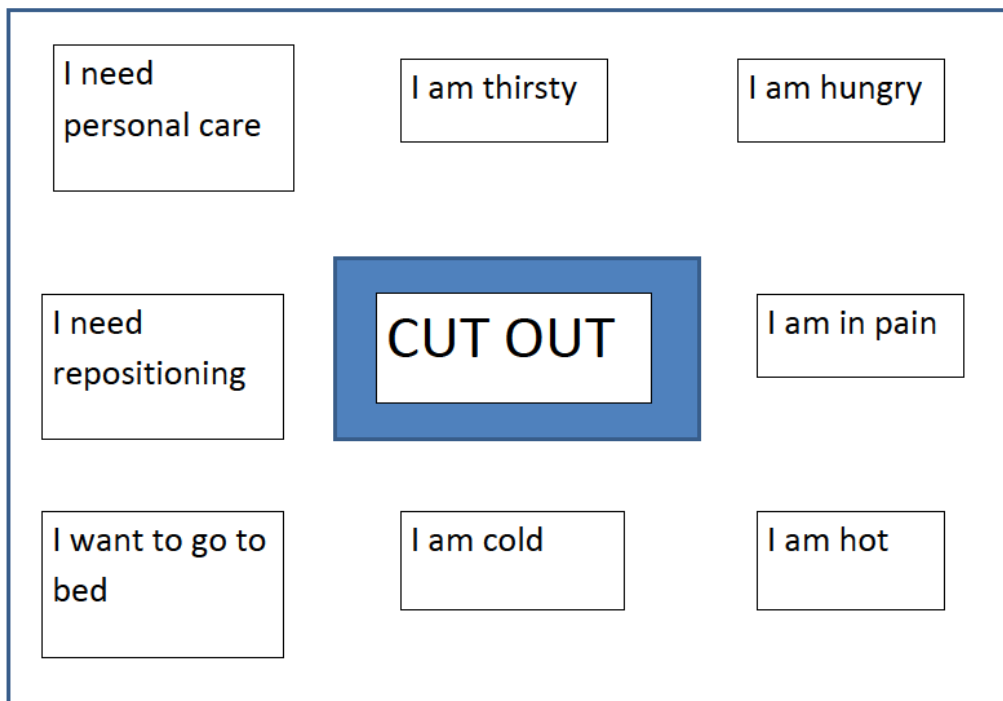 I need
personal care
I am thirsty
I am hungry
I need
repositioning
CUT OUT
I am in pain
I want to go to
bed
I am cold
I am hot